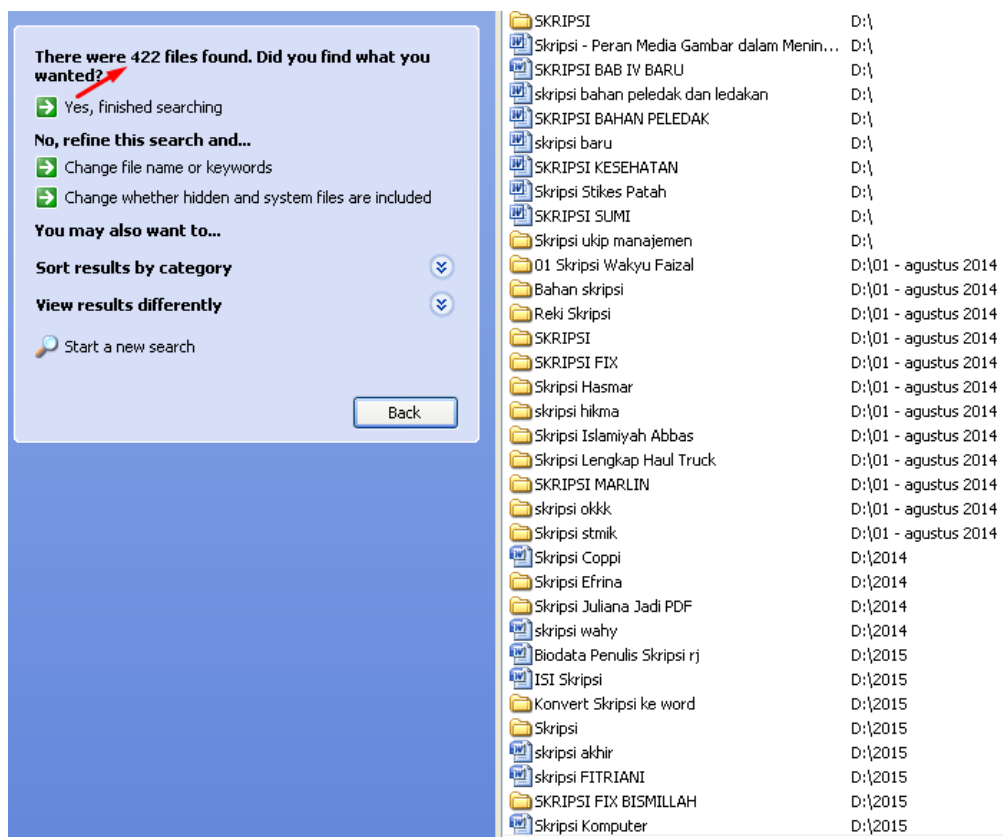 There were 422 files found. Did you find what you
wanted?
Yes, finished searching
No, refine this search and...
Change file name or keywords
Change whether hidden and system files are included
You may also want to...
Sort results by category
View results differently
Start a new search
Back
SKRIPSI D:\
Skripsi - Peran Media Gambar dalam Menin... D:\
SKRIPSI BAB IV BARU D:\
skripsi bahan peledak dan ledakan D:\
SKRIPSI BAHAN PELEDAK D:\
skripsi baru D:\
SKRIPSI KESEHATAN D:\
Skripsi Stikes Patah D:\
SKRIPSI SUMI D:\
Skripsi ukip manajemen D:\
01 Skripsi Wakyu Faizal D:\01 - agustus 2014
Bahan skripsi D:\01 - agustus 2014
Reki Skripsi D:\01 - agustus 2014
SKRIPSI D:\01 - agustus 2014
SKRIPSI FIX D:\01 - agustus 2014
Skripsi Hasmar D:\01 - agustus 2014
skripsi hikma D:\01 - agustus 2014
Skripsi Islamiyah Abbas D:\01 - agustus 2014
Skripsi Lengkap Haul Truck D:\01 - agustus 2014
SKRIPSI MARLIN D:\01 - agustus 2014
skripsi okkk D:\01 - agustus 2014
Skripsi stmik D:\01 - agustus 2014
Skripsi Coppi D:\2014
Skripsi Efrina D:\2014
Skripsi Juliana Jadi PDF D:\2014
skripsi wahy D:\2014
Biodata Penulis Skripsi rj D:\2015
ISI Skripsi D:\2015
Konvert Skripsi ke word D:\2015
Skripsi D:\2015
skripsi akhir D:\2015
skripsi FITRIANI D:\2015
SKRIPSI FIX BISMILLAH D:\2015
Skripsi Komputer D:\2015